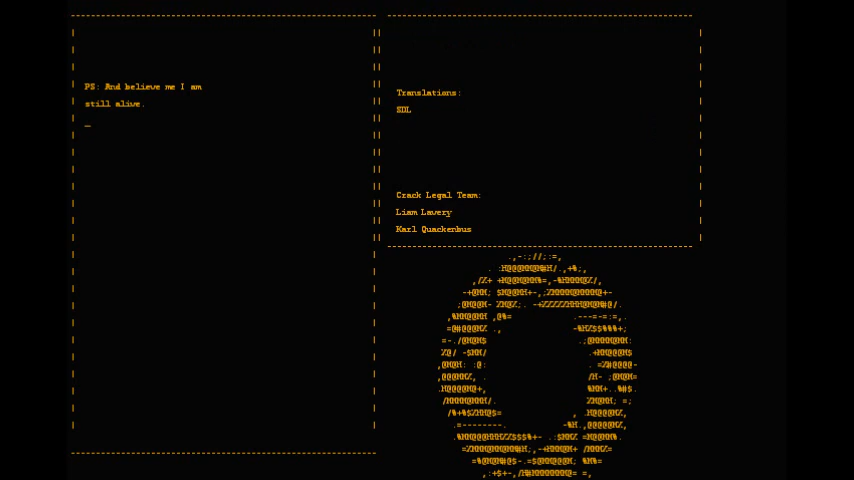 PS: And believe me I am
still alive.
_
Translations:
SDL
Crack Legal Team:
Liam Lavery
Karl Quackenbus